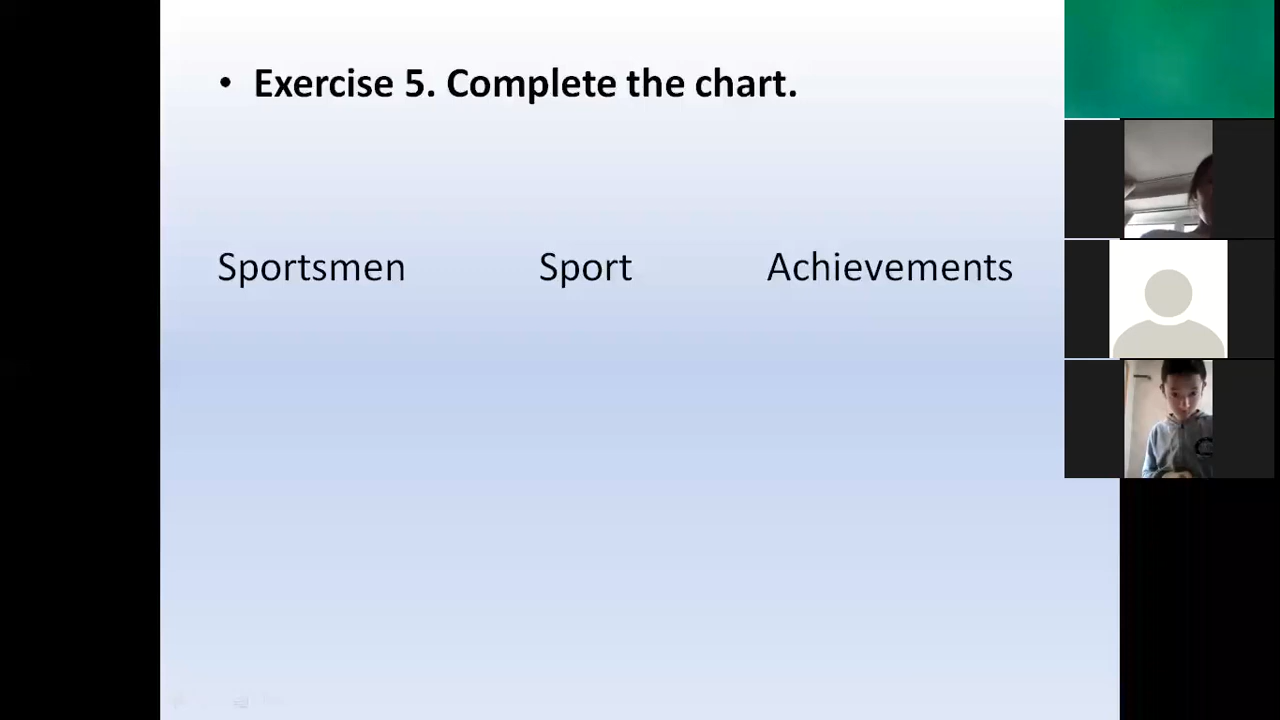 • Exercise 5. Complete the chart.
Sportsmen Sport Achievements